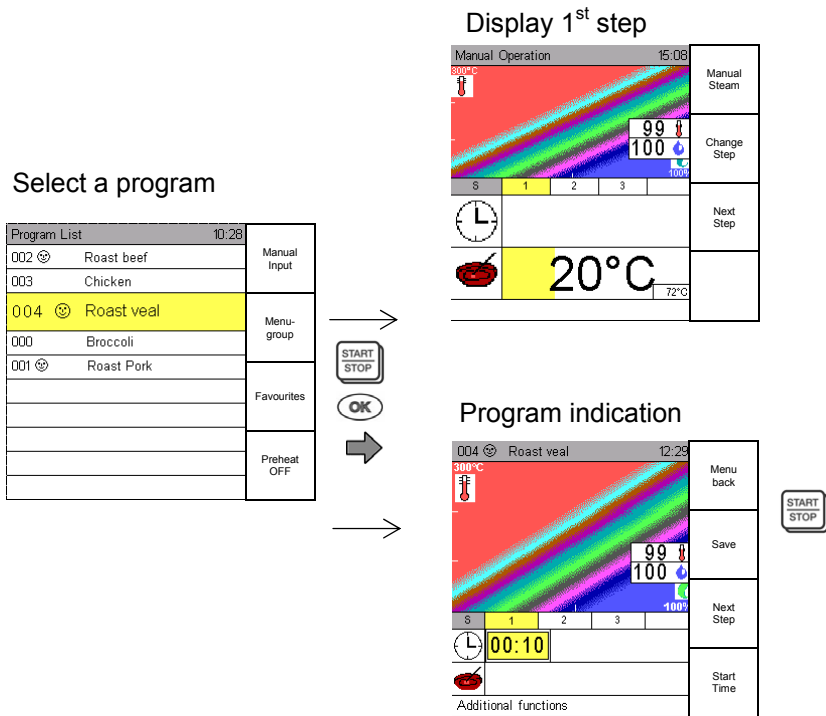 Display 1st step
Manual Operation 15:08
300°C
99
100
100%
S 1 2 3
20°C
72°C
Manual
Steam
Change
Step
Next
Step
Select a program
Program List 10:28
002 Roast beef
003 Chicken
004 Roast veal
000 Broccoli
001 Roast Pork
Manual
Input
Menu-
group
Favourites
Preheat
OFF
START
STOP
OK
Program indication
004 Roast veal 12:29
300°C
99
100
100%
S 1 2 3
00:10
Additional functions
Menu
back
Save
Next
Step
Start
Time
START
STOP